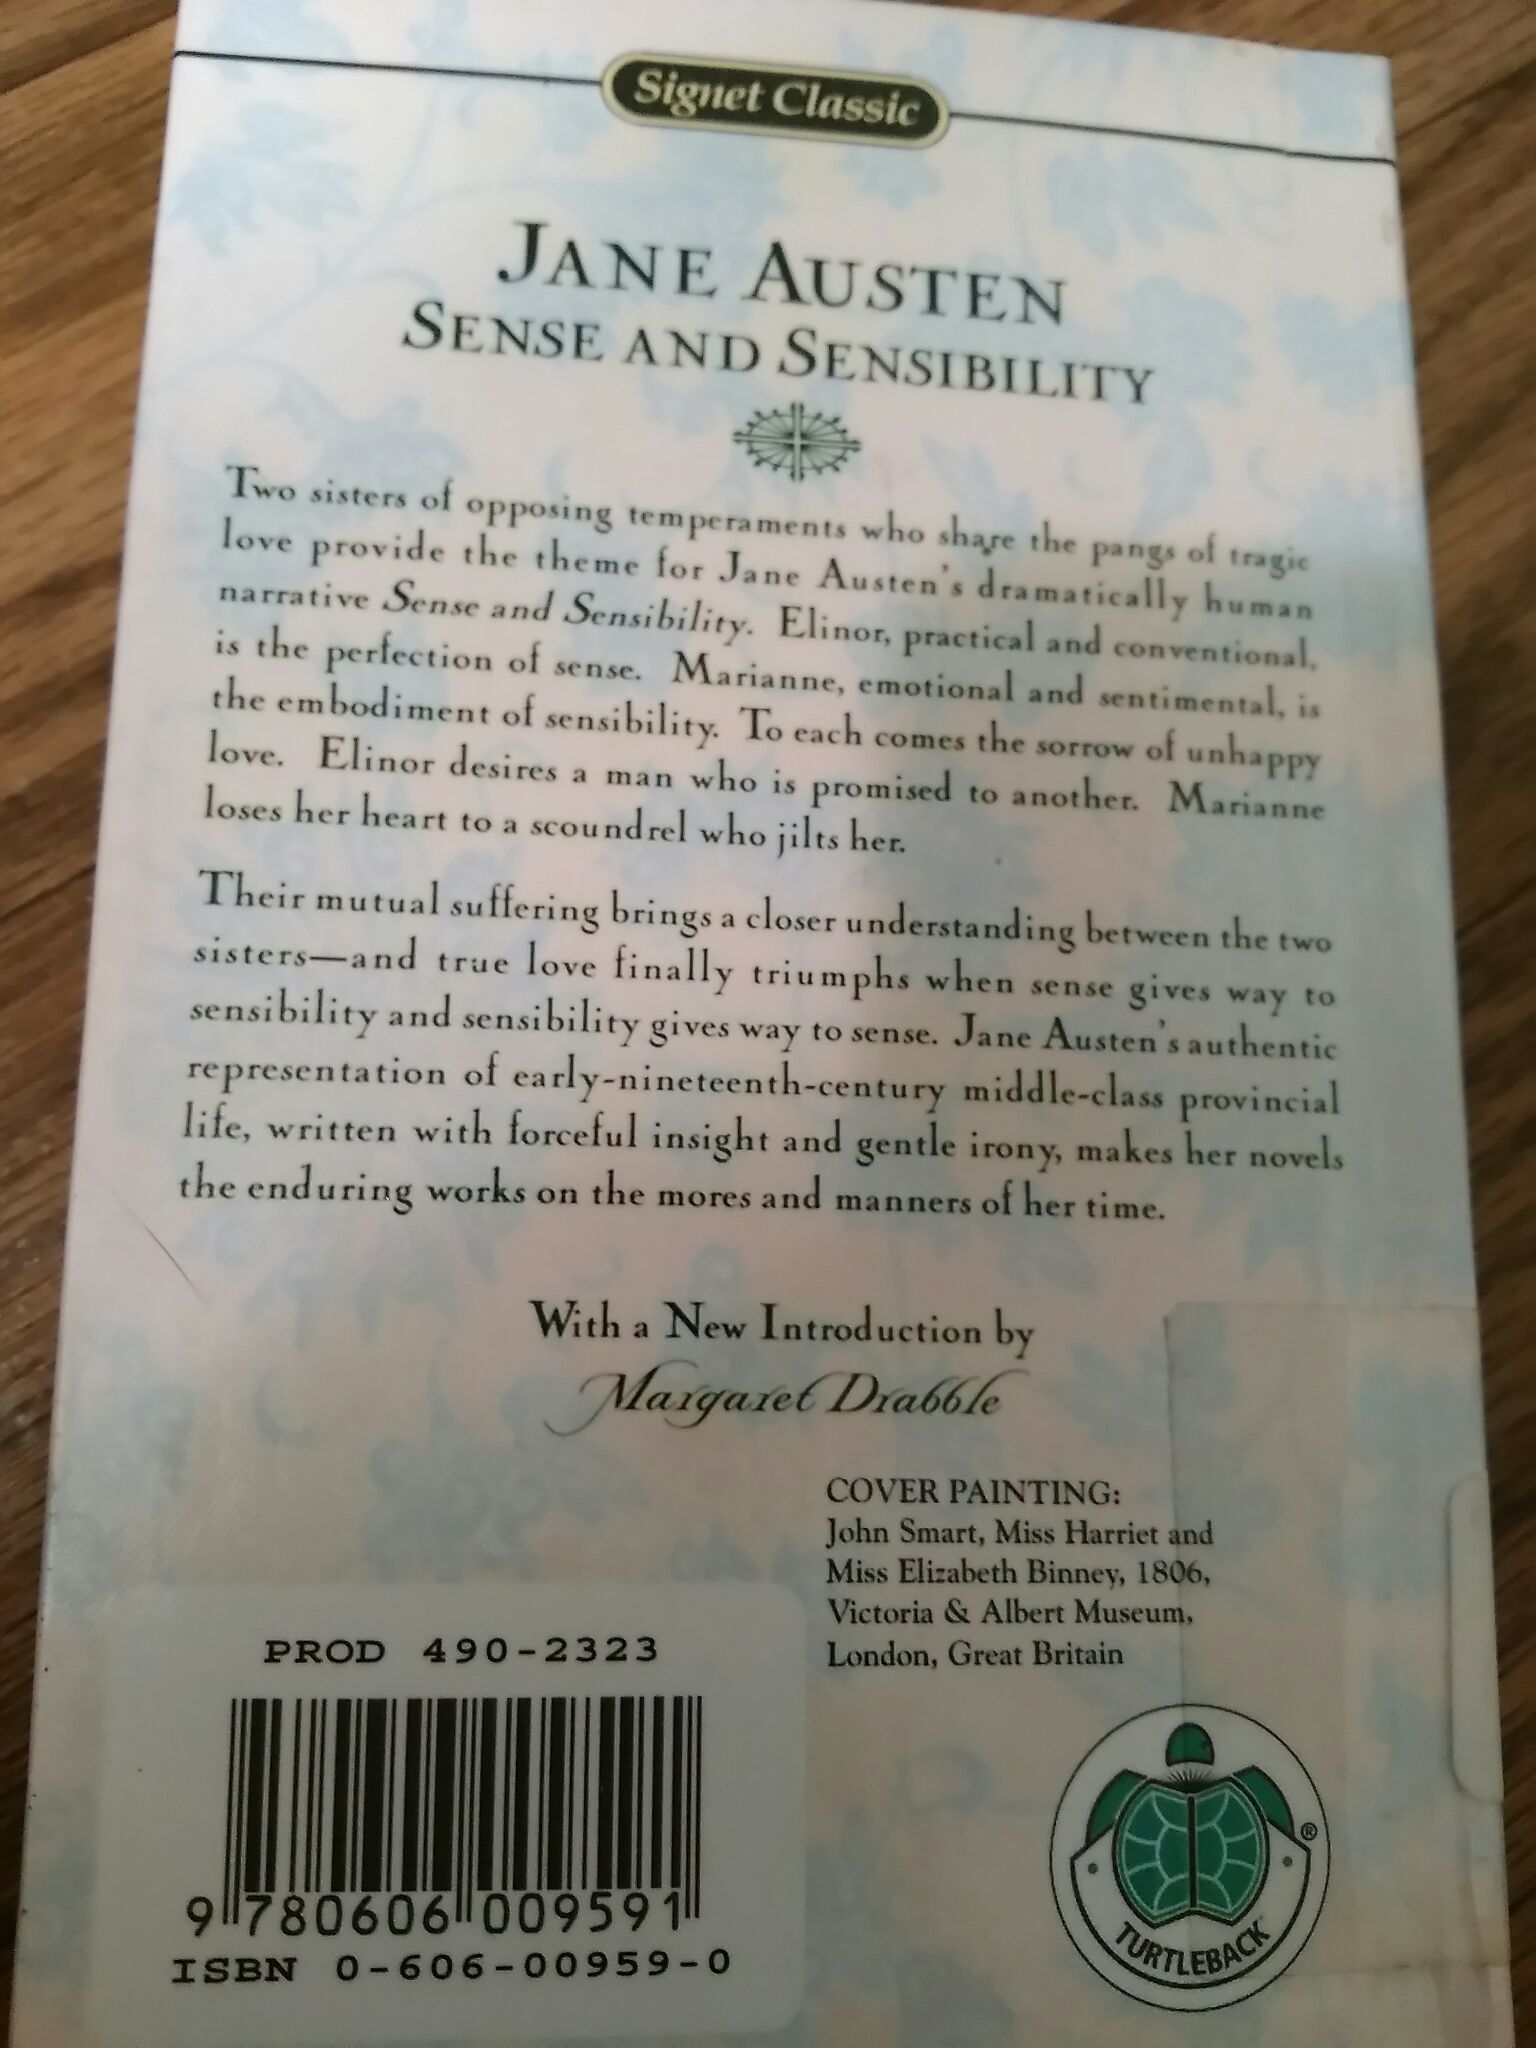 Signet Classic
JANE AUSTEN
SENSE AND SENSIBILITY
Two sisters of opposing temperaments who share the pangs of tragic
love provide the theme for Jane Austen's dramatically human
narrative Sense and Sensibility. Elinor, practical and conventional,
is the perfection of sense. Marianne, emotional and sentimental, is
the embodiment of sensibility. To each comes the sorrow of unhappy
love. Elinor desires a man who is promised to another. Marianne
loses her heart to a scoundrel who jilts her.
Their mutual suffering brings a closer understanding between the two
sisters—and true love finally triumphs when sense gives way to
sensibility and sensibility gives way to sense. Jane Austen's authentic
representation of early-nineteenth-century middle-class provincial
life, written with forceful insight and gentle irony, makes her novels
the enduring works on the mores and manners of her time.
With a New Introduction by
Margaret Drabble
COVER PAINTING:
John Smart, Miss Harriet and
Miss Elizabeth Binney, 1806,
Victoria & Albert Museum,
London, Great Britain
PROD 490-2323
9 780606 009591
ISBN 0-606-00959-0
TURTLEBACK ®